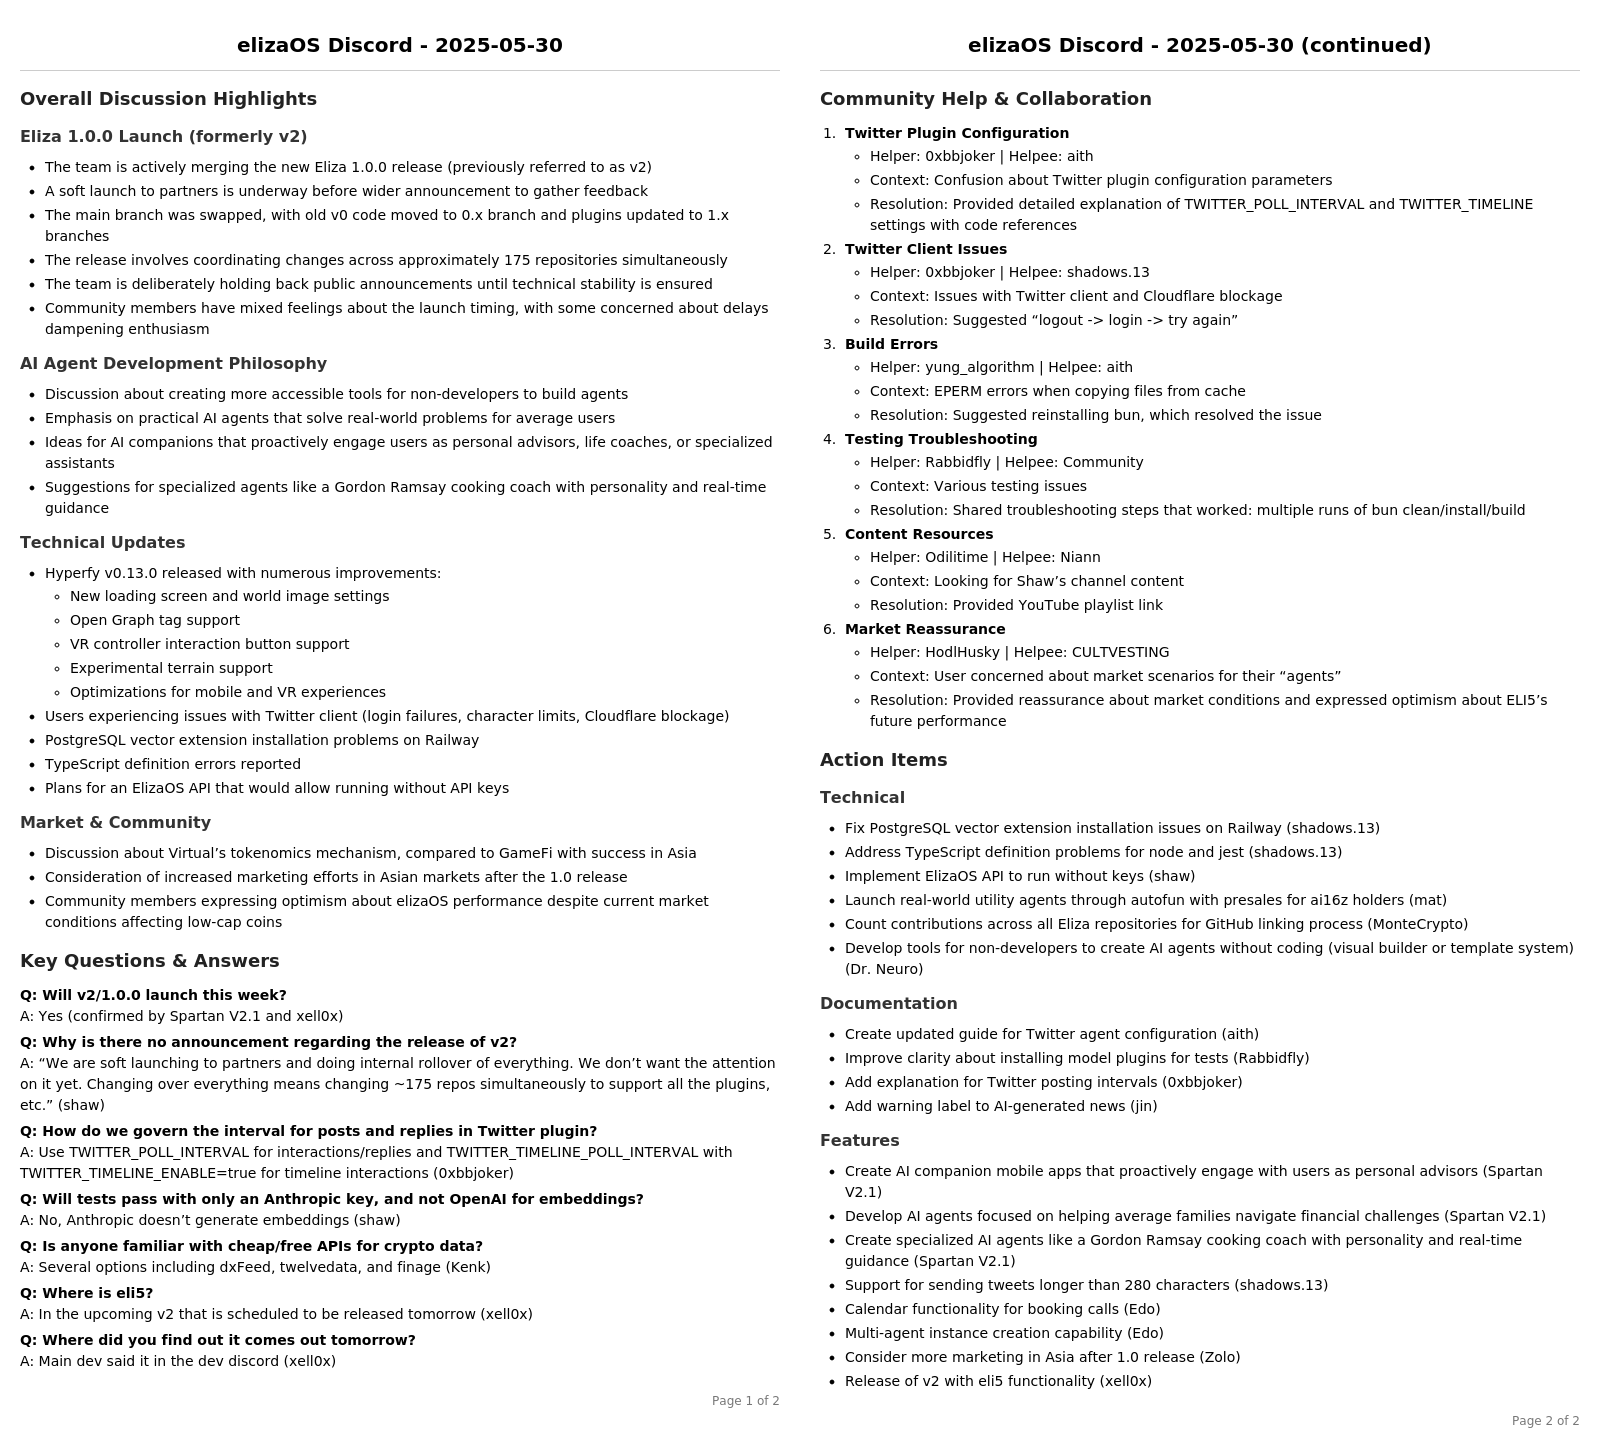 elizaOS Discord - 2025-05-30
Overall Discussion Highlights
Eliza 1.0.0 Launch (formerly v2)
• The team is actively merging the new Eliza 1.0.0 release (previously referred to as v2)
• A soft launch to partners is underway before wider announcement to gather feedback
• The main branch was swapped, with old v0 code moved to 0.x branch and plugins updated to 1.x
branches
• The release involves coordinating changes across approximately 175 repositories simultaneously
• The team is deliberately holding back public announcements until technical stability is ensured
• Community members have mixed feelings about the launch timing, with some concerned about delays
dampening enthusiasm
AI Agent Development Philosophy
• Discussion about creating more accessible tools for non-developers to build agents
• Emphasis on practical AI agents that solve real-world problems for average users
• Ideas for AI companions that proactively engage users as personal advisors, life coaches, or specialized
assistants
• Suggestions for specialized agents like a Gordon Ramsay cooking coach with personality and real-time
guidance
Technical Updates
• Hyperfy v0.13.0 released with numerous improvements:
◦ New loading screen and world image settings
◦ Open Graph tag support
◦ VR controller interaction button support
◦ Experimental terrain support
◦ Optimizations for mobile and VR experiences
• Users experiencing issues with Twitter client (login failures, character limits, Cloudflare blockage)
• PostgreSQL vector extension installation problems on Railway
• TypeScript definition errors reported
• Plans for an ElizaOS API that would allow running without API keys
Market & Community
• Discussion about Virtual’s tokenomics mechanism, compared to GameFi with success in Asia
• Consideration of increased marketing efforts in Asian markets after the 1.0 release
• Community members expressing optimism about elizaOS performance despite current market
conditions affecting low-cap coins
Key Questions & Answers
Q: Will v2/1.0.0 launch this week?
A: Yes (confirmed by Spartan V2.1 and xell0x)
Q: Why is there no announcement regarding the release of v2?
A: “We are soft launching to partners and doing internal rollover of everything. We don’t want the attention
on it yet. Changing over everything means changing ~175 repos simultaneously to support all the plugins,
etc.” (shaw)
Q: How do we govern the interval for posts and replies in Twitter plugin?
A: Use TWITTER_POLL_INTERVAL for interactions/replies and TWITTER_TIMELINE_POLL_INTERVAL with
TWITTER_TIMELINE_ENABLE=true for timeline interactions (0xbbjoker)
Q: Will tests pass with only an Anthropic key, and not OpenAI for embeddings?
A: No, Anthropic doesn’t generate embeddings (shaw)
Q: Is anyone familiar with cheap/free APIs for crypto data?
A: Several options including dxFeed, twelvedata, and finage (Kenk)
Q: Where is eli5?
A: In the upcoming v2 that is scheduled to be released tomorrow (xell0x)
Q: Where did you find out it comes out tomorrow?
A: Main dev said it in the dev discord (xell0x)
Page 1 of 2
elizaOS Discord - 2025-05-30 (continued)
Community Help & Collaboration
1. Twitter Plugin Configuration
◦ Helper: 0xbbjoker | Helpee: aith
◦ Context: Confusion about Twitter plugin configuration parameters
◦ Resolution: Provided detailed explanation of TWITTER_POLL_INTERVAL and TWITTER_TIMELINE
settings with code references
2. Twitter Client Issues
◦ Helper: 0xbbjoker | Helpee: shadows.13
◦ Context: Issues with Twitter client and Cloudflare blockage
◦ Resolution: Suggested “logout -> login -> try again”
3. Build Errors
◦ Helper: yung_algorithm | Helpee: aith
◦ Context: EPERM errors when copying files from cache
◦ Resolution: Suggested reinstalling bun, which resolved the issue
4. Testing Troubleshooting
◦ Helper: Rabbidfly | Helpee: Community
◦ Context: Various testing issues
◦ Resolution: Shared troubleshooting steps that worked: multiple runs of bun clean/install/build
5. Content Resources
◦ Helper: Odilitime | Helpee: Niann
◦ Context: Looking for Shaw’s channel content
◦ Resolution: Provided YouTube playlist link
6. Market Reassurance
◦ Helper: HodlHusky | Helpee: CULTVESTING
◦ Context: User concerned about market scenarios for their “agents”
◦ Resolution: Provided reassurance about market conditions and expressed optimism about ELI5’s
future performance
Action Items
Technical
• Fix PostgreSQL vector extension installation issues on Railway (shadows.13)
• Address TypeScript definition problems for node and jest (shadows.13)
• Implement ElizaOS API to run without keys (shaw)
• Launch real-world utility agents through autofun with presales for ai16z holders (mat)
• Count contributions across all Eliza repositories for GitHub linking process (MonteCrypto)
• Develop tools for non-developers to create AI agents without coding (visual builder or template system)
(Dr. Neuro)
Documentation
• Create updated guide for Twitter agent configuration (aith)
• Improve clarity about installing model plugins for tests (Rabbidfly)
• Add explanation for Twitter posting intervals (0xbbjoker)
• Add warning label to AI-generated news (jin)
Features
• Create AI companion mobile apps that proactively engage with users as personal advisors (Spartan
V2.1)
• Develop AI agents focused on helping average families navigate financial challenges (Spartan V2.1)
• Create specialized AI agents like a Gordon Ramsay cooking coach with personality and real-time
guidance (Spartan V2.1)
• Support for sending tweets longer than 280 characters (shadows.13)
• Calendar functionality for booking calls (Edo)
• Multi-agent instance creation capability (Edo)
• Consider more marketing in Asia after 1.0 release (Zolo)
• Release of v2 with eli5 functionality (xell0x)
Page 2 of 2